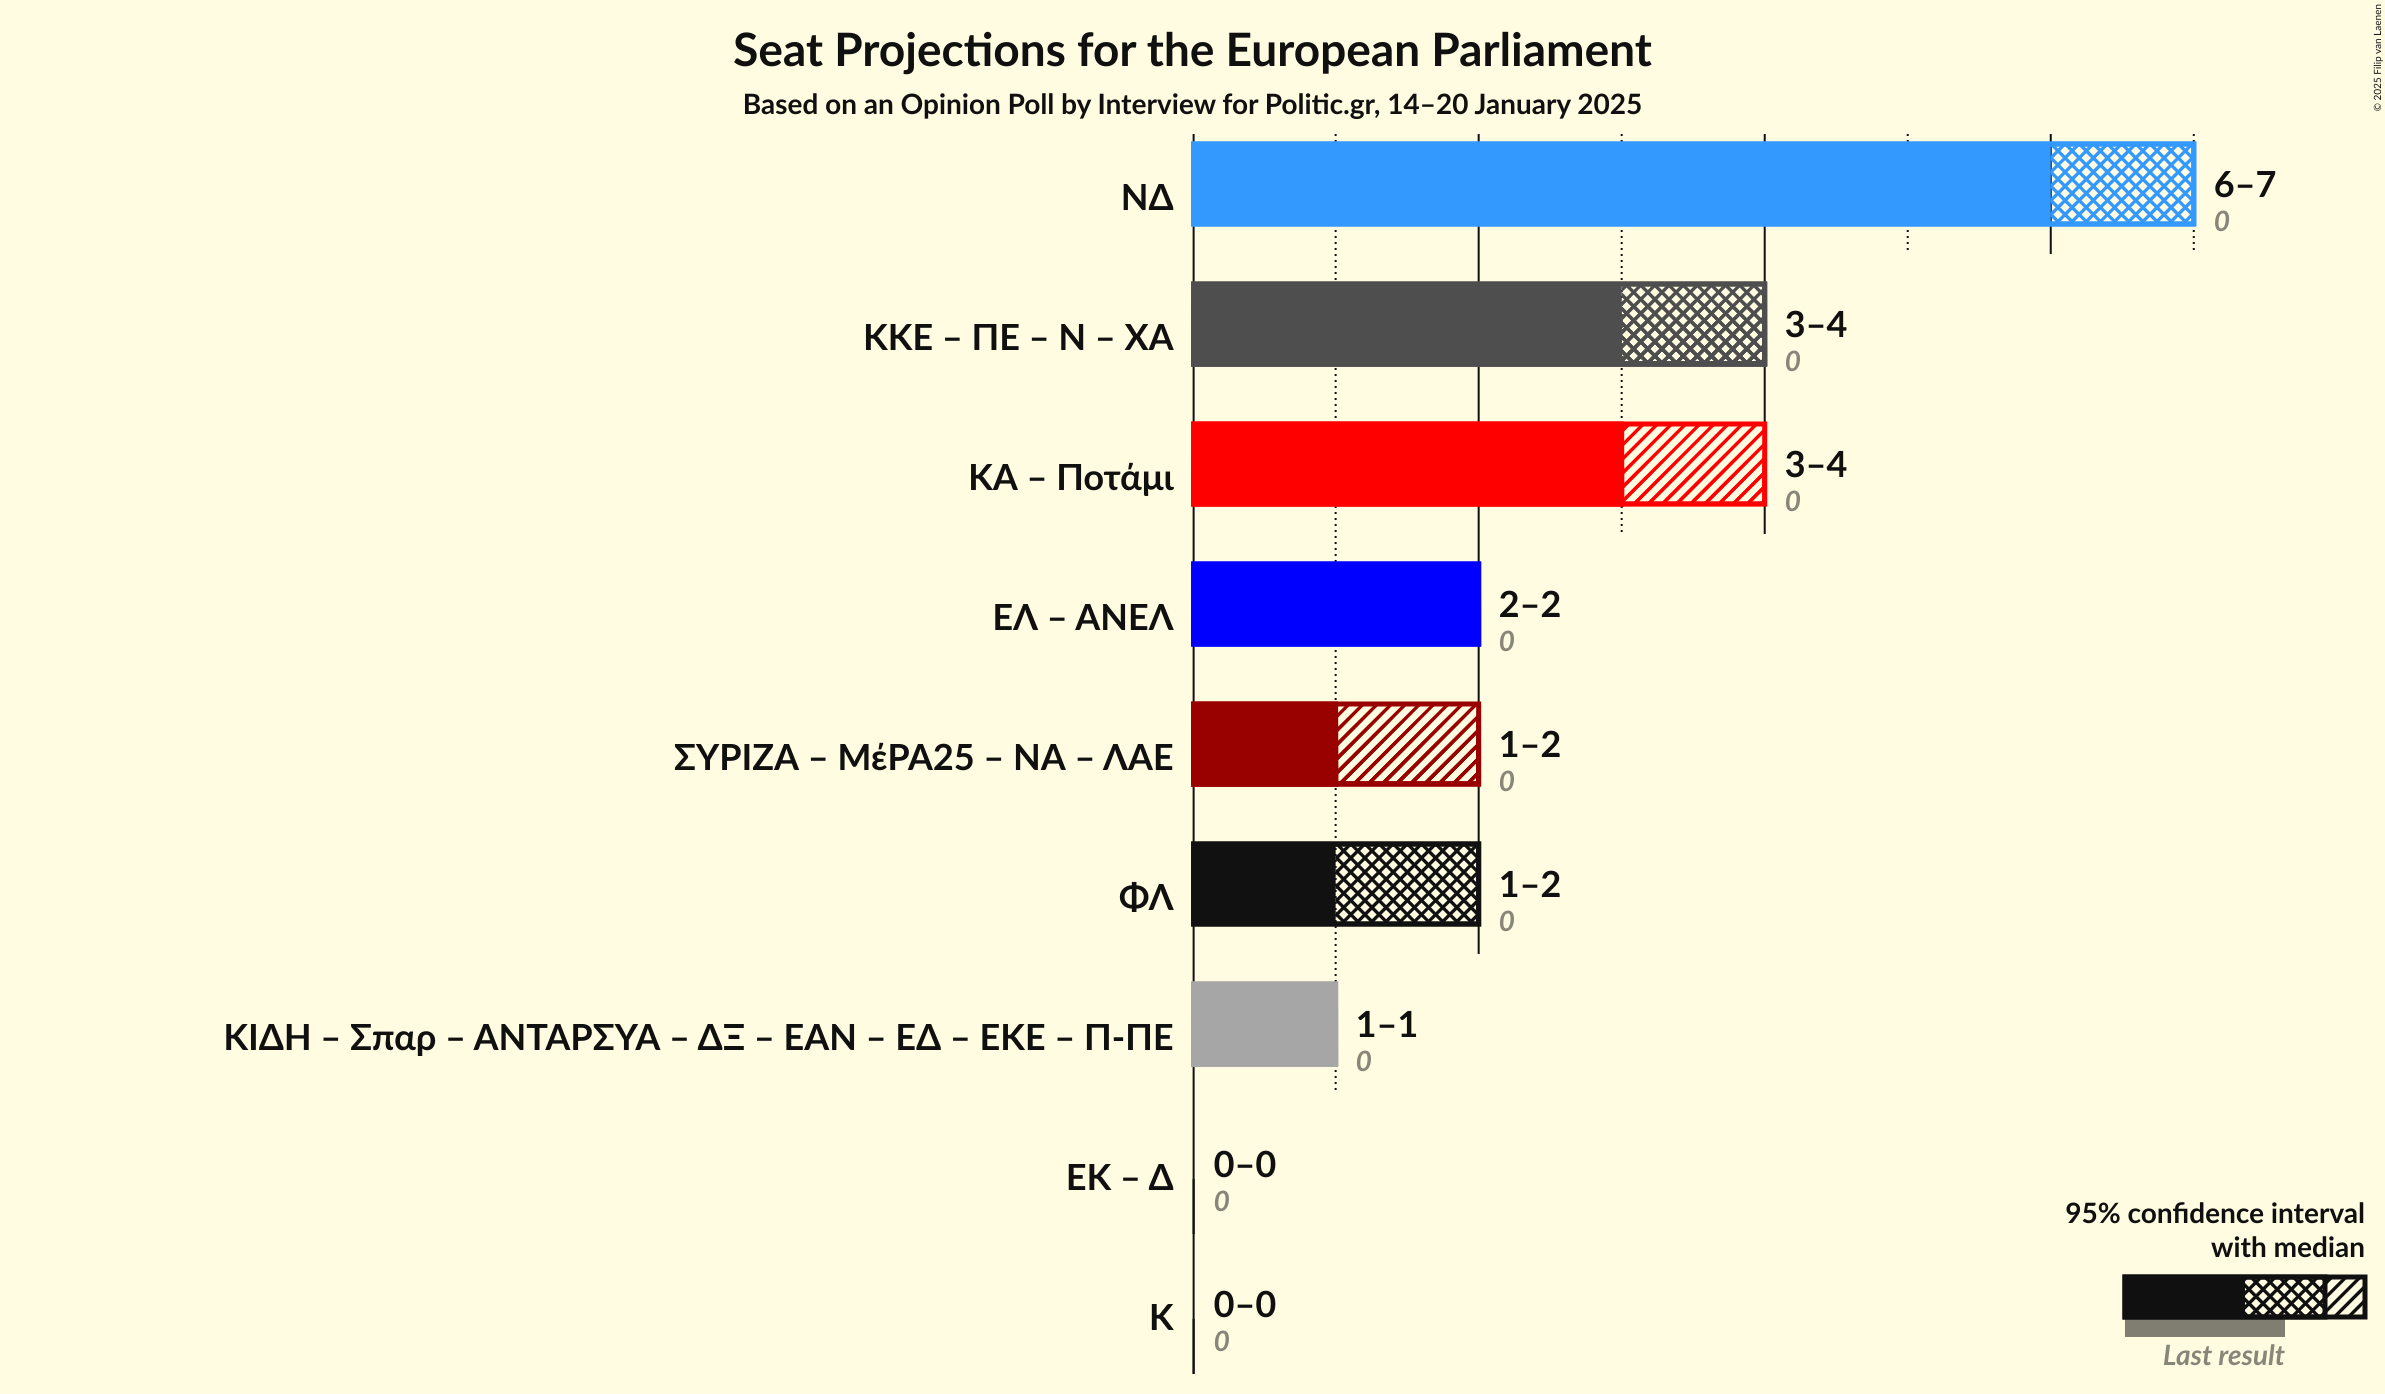 Seat Projections for the European Parliament
Based on an Opinion Poll by Interview for Politic.gr, 14–20 January 2025
© 2025 Filip van Laenen
ΝΔ
6–7
0
ΚΚΕ – ΠΕ – Ν – ΧΑ
3–4
0
ΚΑ – Ποτάμι
3–4
0
ΕΛ – ΑΝΕΛ
2–2
0
ΣΥΡΙΖΑ – ΜέΡΑ25 – ΝΑ – ΛΑΕ
1–2
0
ΦΛ
1–2
0
ΚΙΔΗ – Σπαρ – ΑΝΤΑΡΣΥΑ – ΔΞ – ΕΑΝ – ΕΔ – ΕΚΕ – Π-ΠΕ
1–1
0
ΕΚ – Δ
0–0
0
Κ
0–0
0
95% confidence interval
with median
Last result